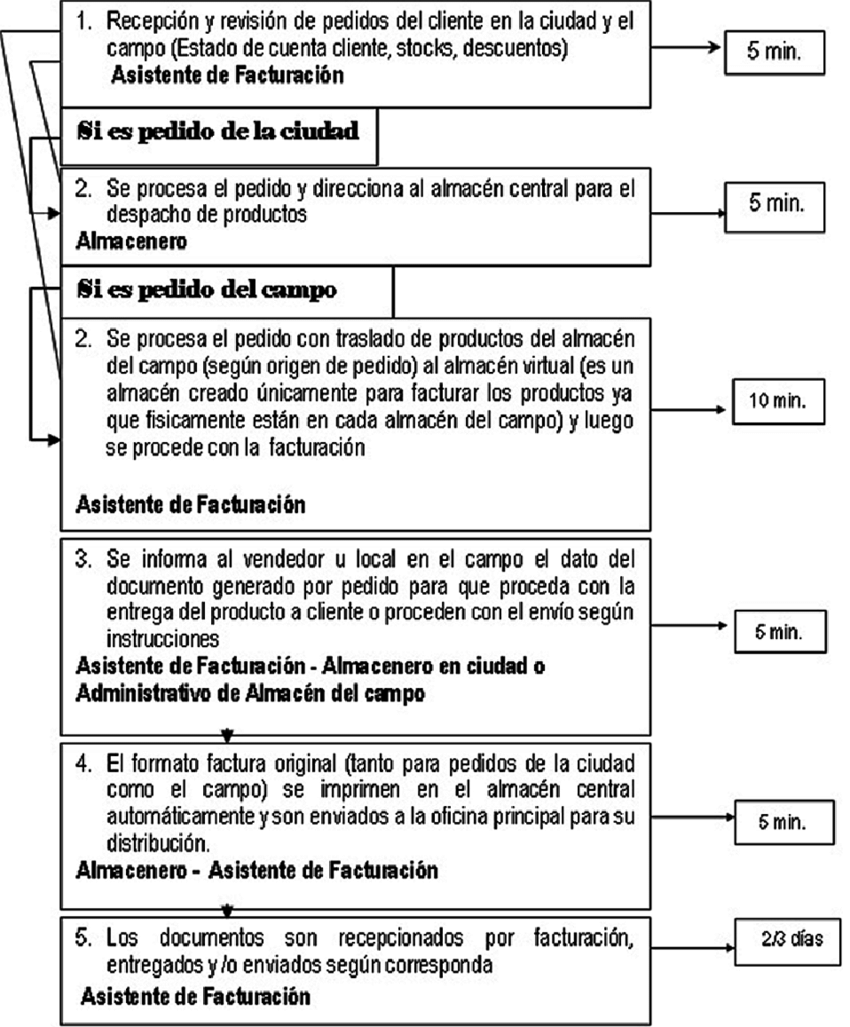 1. Recepción y revisión de pedidos del cliente en la ciudad y el
campo (Estado de cuenta cliente, stocks, descuentos)
Asistente de Facturación
5 min.
Si es pedido de la ciudad
2. Se procesa el pedido y direcciona al almacén central para el
despacho de productos
Almacenero
5 min.
Si es pedido del campo
2. Se procesa el pedido con traslado de productos del almacén
del campo (según origen de pedido) al almacén virtual (es un
almacén creado únicamente para facturar los productos ya
que fisicamente están en cada almacén del campo) y luego
se procede con la facturación
Asistente de Facturación
10 min.
3. Se informa al vendedor u local en el campo el dato del
documento generado por pedido para que proceda con la
entrega del producto a cliente o proceden con el envío según
instrucciones
Asistente de Facturación - Almacenero en ciudad o
Administrativo de Almacén del campo
5 min.
4. El formato factura original (tanto para pedidos de la ciudad
como el campo) se imprimen en el almacén central
automáticamente y son enviados a la oficina principal para su
distribución.
Almacenero - Asistente de Facturación
5 min.
5. Los documentos son recepcionados por facturación,
entregados y /o enviados según corresponda
Asistente de Facturación
2/3 días